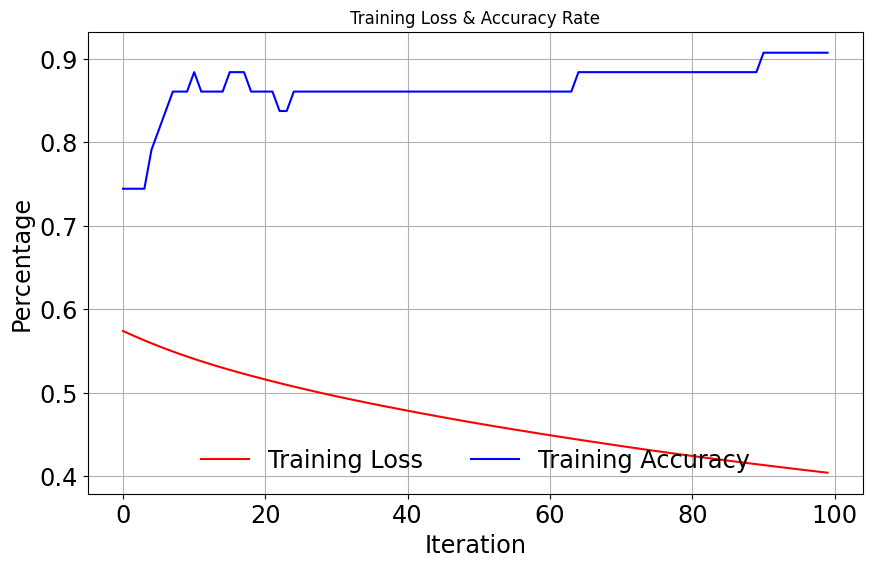 Training Loss & Accuracy Rate
0.9
0.8
0.7
0.6
0.5
0.4
Percentage
Training Loss Training Accuracy
0 20 40 60 80 100
Iteration